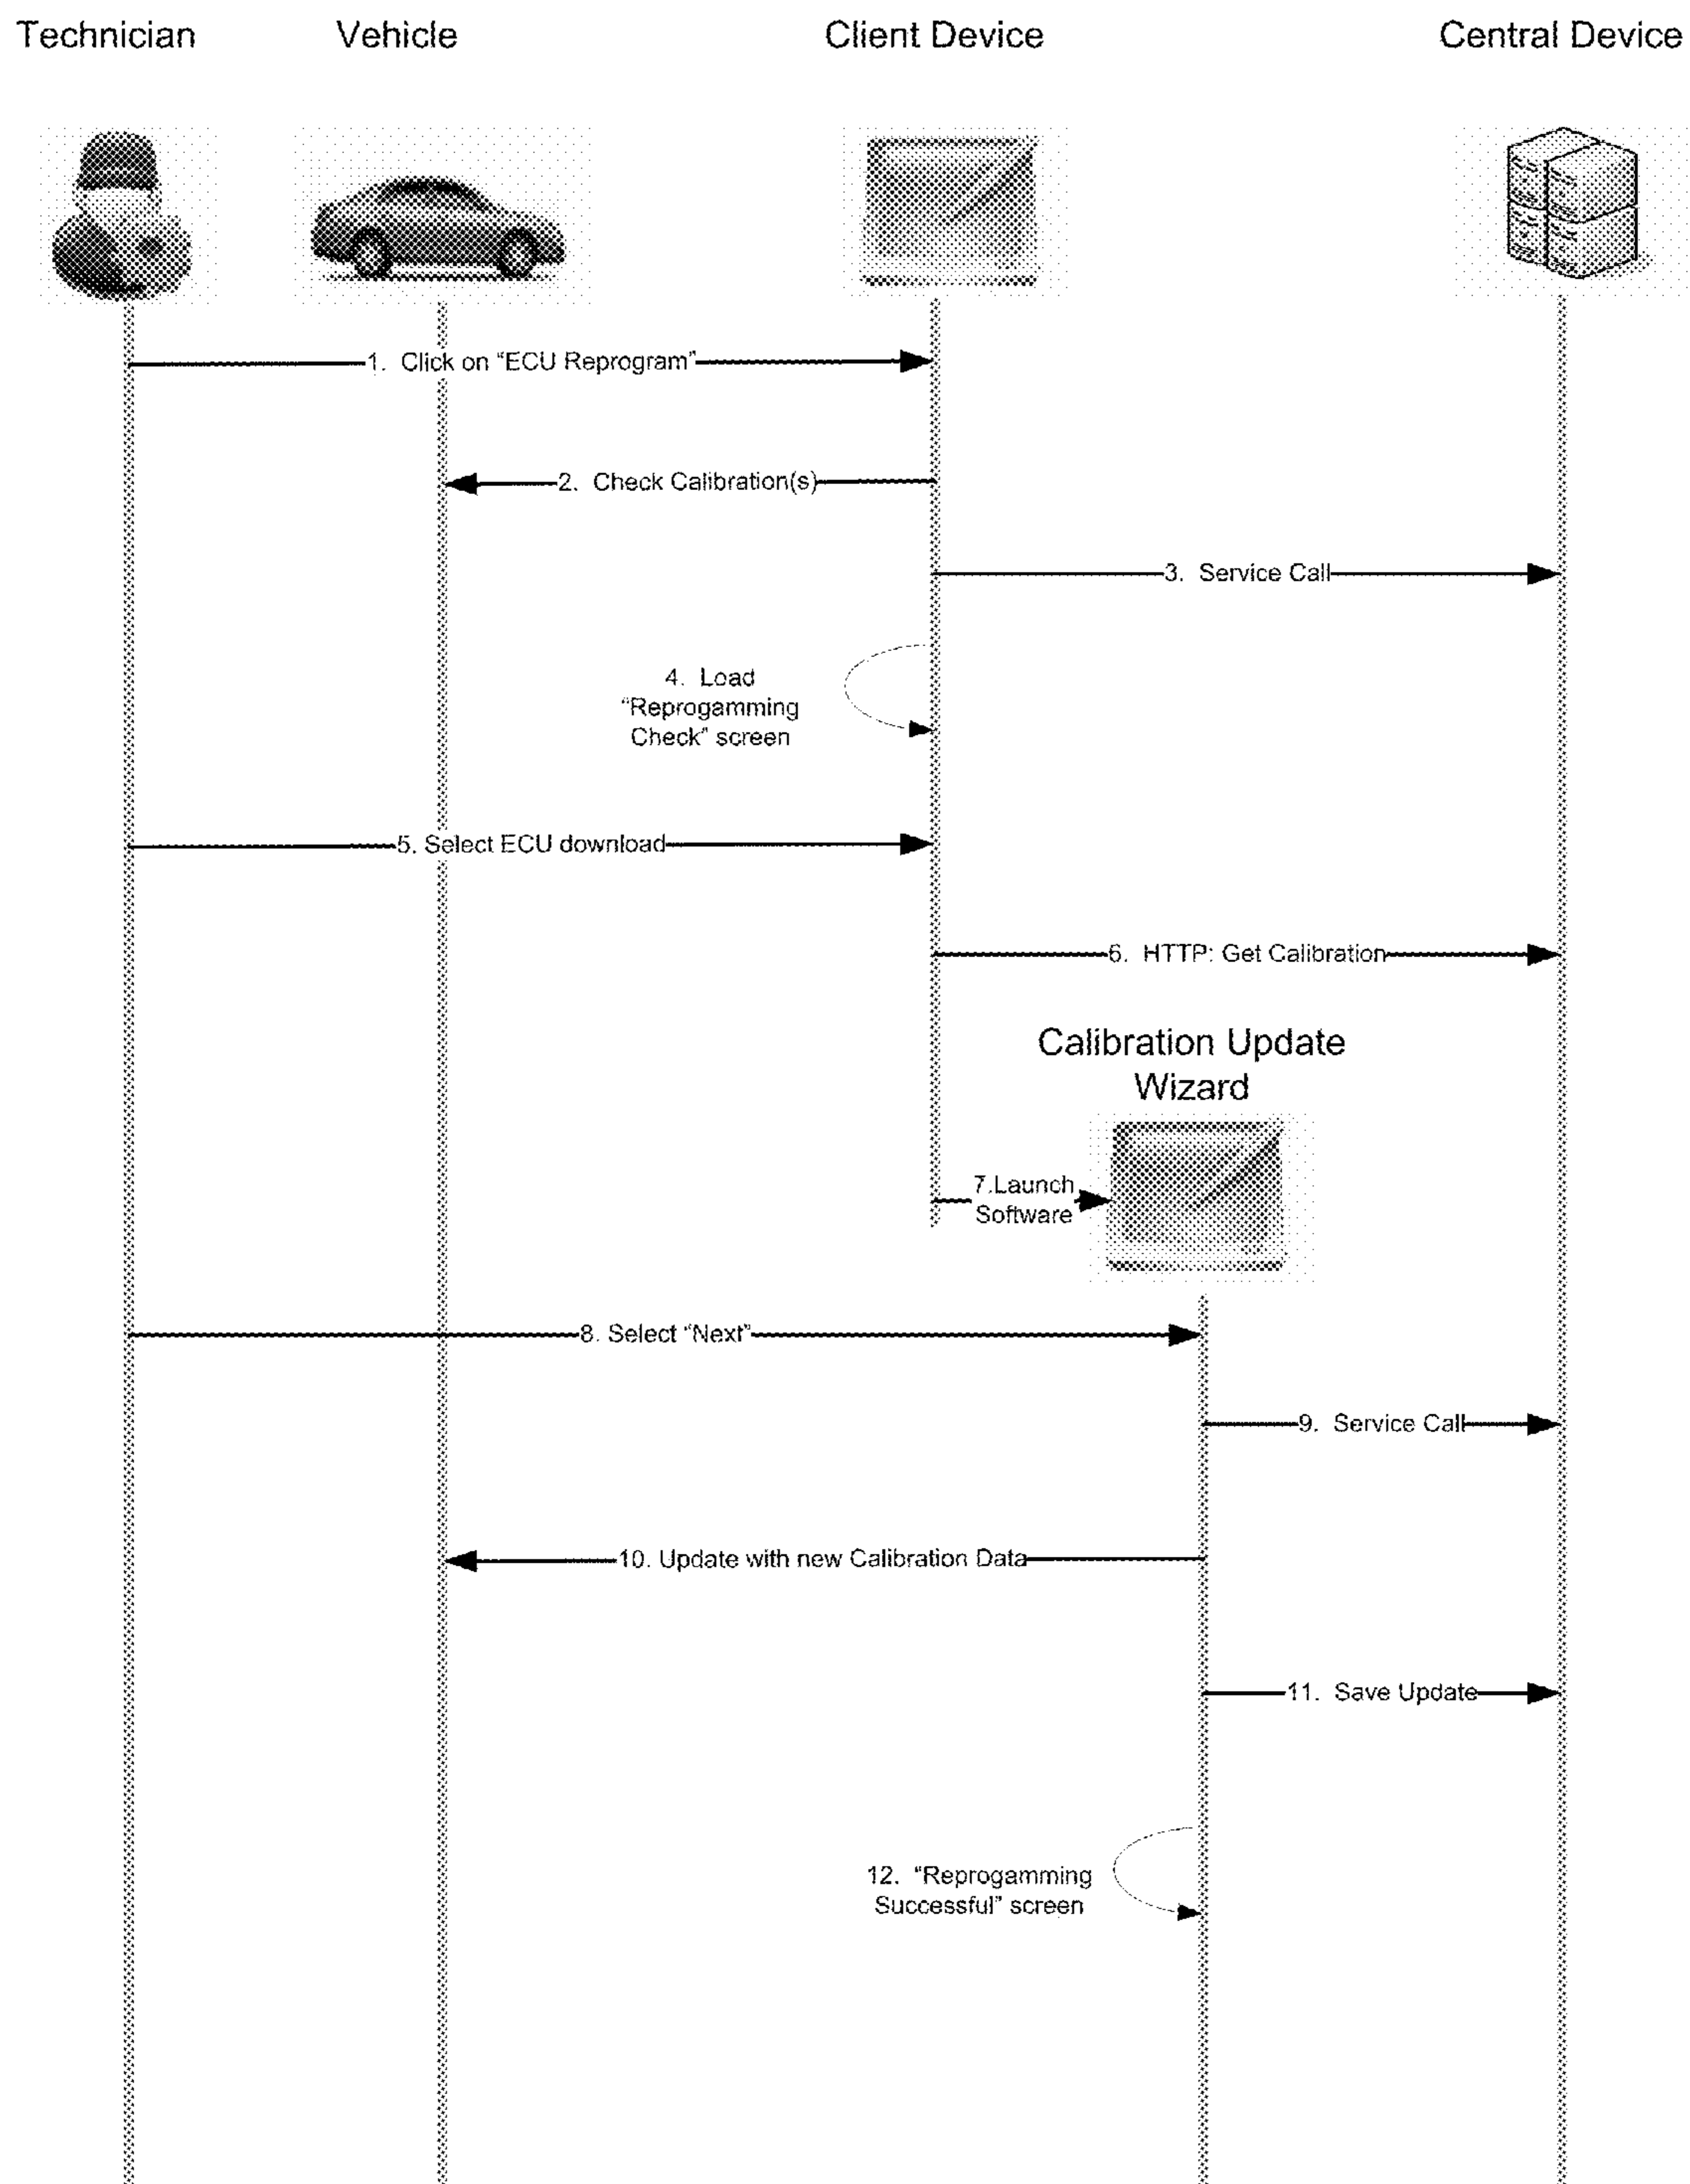 Technician
Vehicle
Client Device
Central Device
1. Click on “ECU Reprogram”
2. Check Calibration(s)
3. Service Call
4. Load
“Reprogamming
Check” screen
5. Select ECU download
6. HTTP: Get Calibration
Calibration Update
Wizard
7.Launch
Software
8. Select “Next”
9. Service Call
10. Update with new Calibration Data
11. Save Update
12. “Reprogamming
Successful” screen